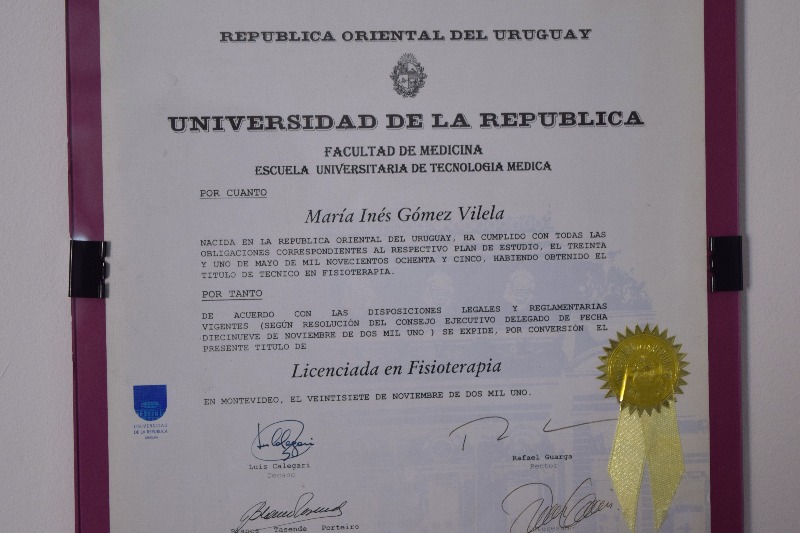 REPUBLICA ORIENTAL DEL URUGUAY
UNIVERSIDAD DE LA REPUBLICA
FACULTAD DE MEDICINA
ESCUELA UNIVERSITARIA DE TECNOLOGIA MEDICA
POR CUANTO
María Inés Gómez Vilela
NACIDA EN LA REPUBLICA ORIENTAL DEL URUGUAY, HA CUMPLIDO CON TODAS LAS
OBLIGACIONES CORRESPONDIENTES AL RESPECTIVO PLAN DE ESTUDIO, EL TREINTA
Y UNO DE MAYO DE MIL NOVECIENTOS OCHENTA Y CINCO, HABIENDO OBTENIDO EL
TITULO DE TECNICO EN FISIOTERAPIA.
POR TANTO
DE ACUERDO CON LAS DISPOSICIONES LEGALES Y REGLAMENTARIAS
VIGENTES (SEGÚN RESOLUCIÓN DEL CONSEJO EJECUTIVO DELEGADO DE FECHA
DIECINUEVE DE NOVIEMBRE DE DOS MIL UNO ) SE EXPIDE, POR CONVERSIÓN EL
PRESENTE TITULO DE
Licenciada en Fisioterapia
EN MONTEVIDEO, EL VEINTISIETE DE NOVIEMBRE DE DOS MIL UNO.
UNIVERSIDAD
DE LA REPUBLICA
URUGUAY
Luis Calegari
Decano
Rafael Guarga
Rector
Tasende Porteiro